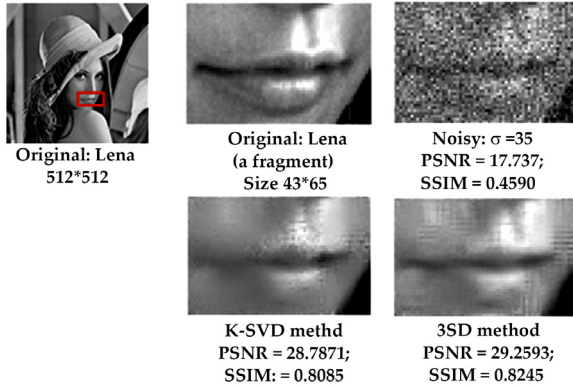 Original: Lena
512*512
Original: Lena
(a fragment)
Size 43*65
Noisy: σ =35
PSNR = 17.737;
SSIM = 0.4590
K-SVD methd
PSNR = 28.7871;
SSIM: = 0.8085
3SD method
PSNR = 29.2593;
SSIM = 0.8245